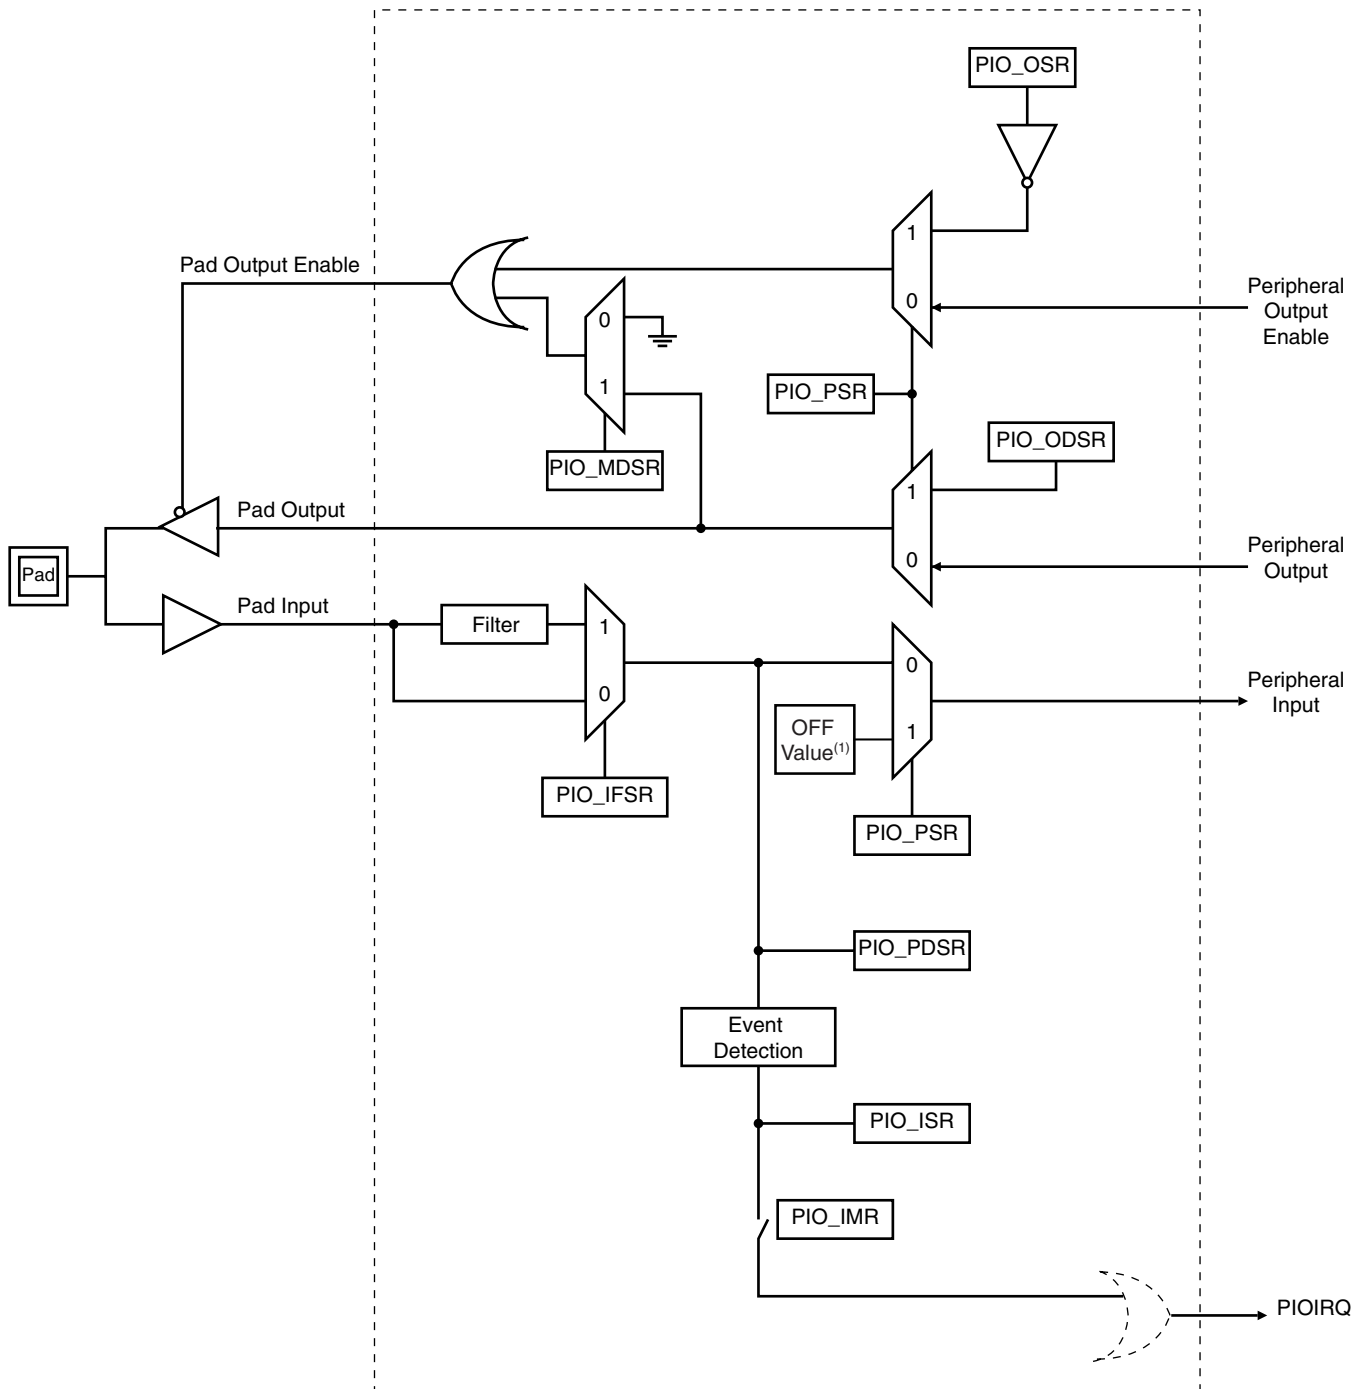 PIO_OSR
1
Pad Output Enable
0
Peripheral
Output
Enable
0
1
PIO_PSR
PIO_MDSR
PIO_ODSR
1
Pad Output
0
Peripheral
Output
Pad
Pad Input
Filter
1
0
PIO_IFSR
0
OFF
Value(1)
1
Peripheral
Input
PIO_PSR
PIO_PDSR
Event
Detection
PIO_ISR
PIO_IMR
PIOIRQ